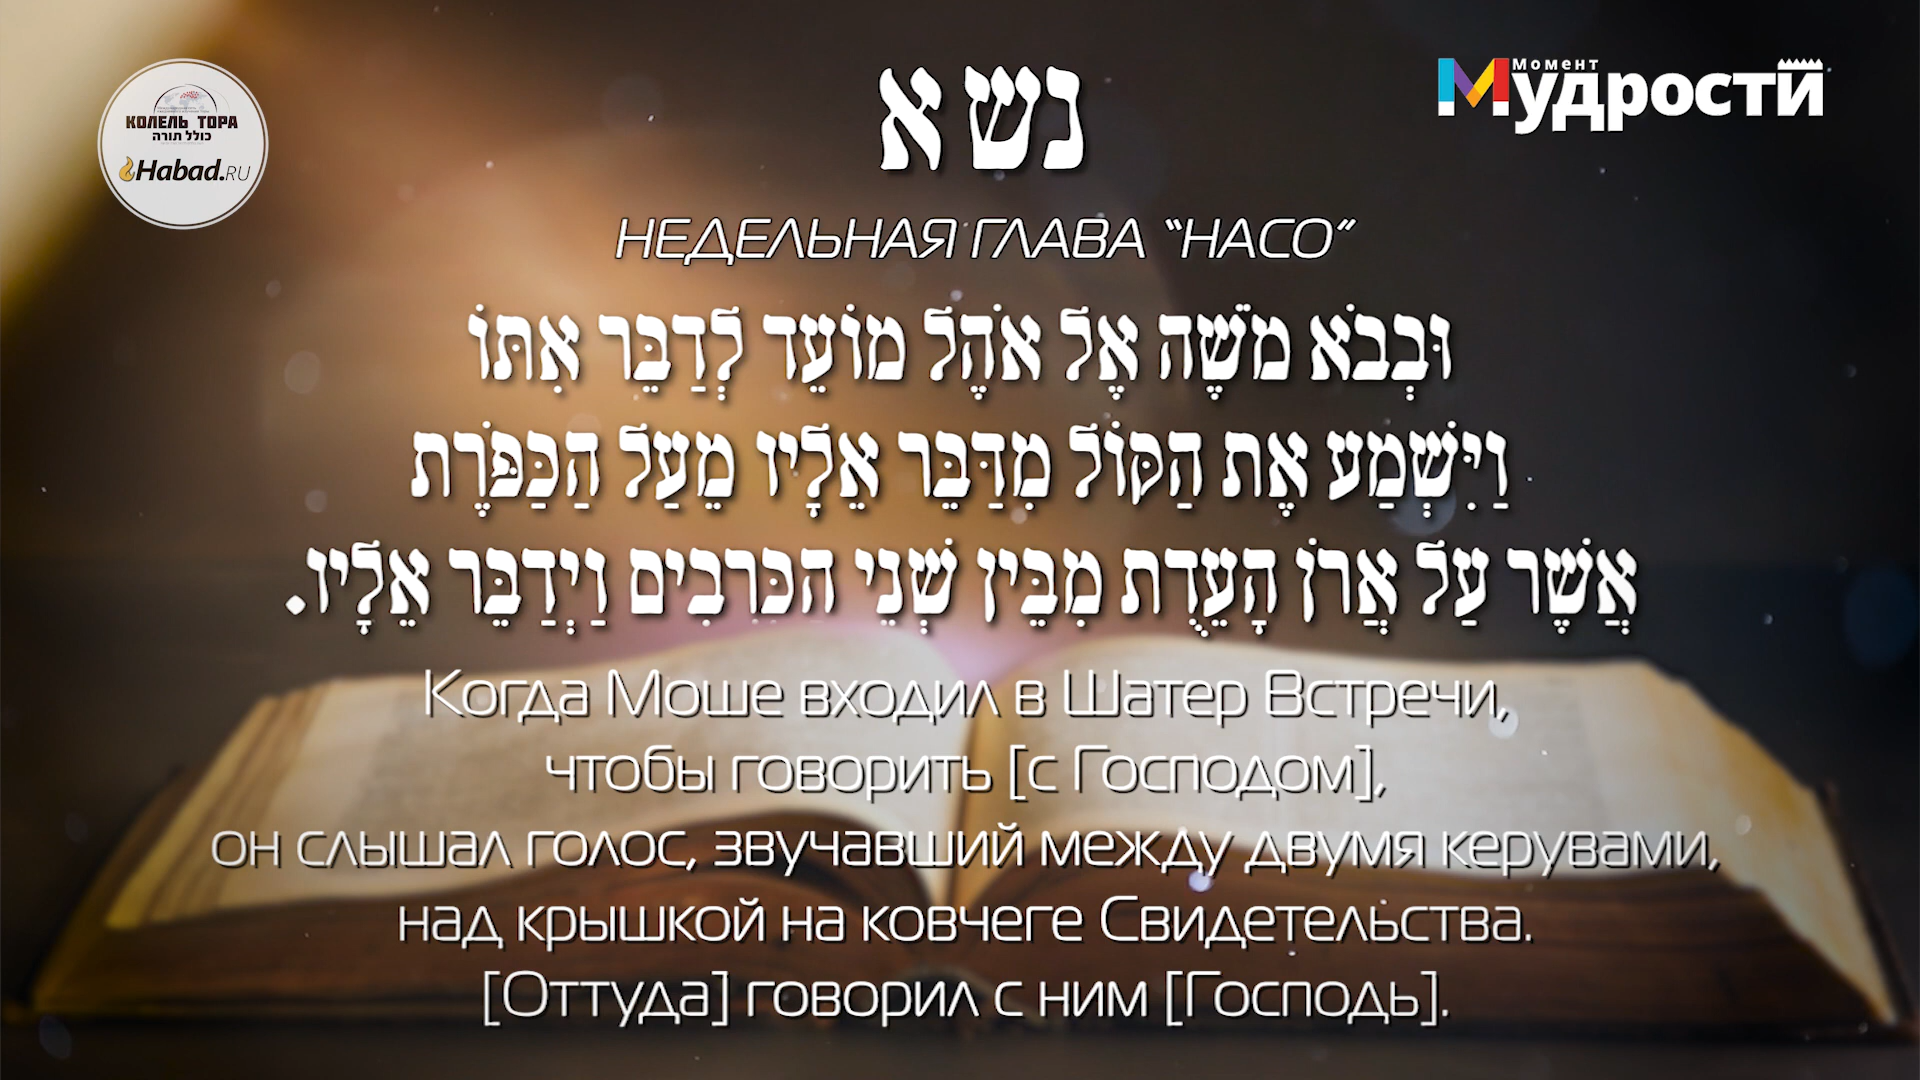 КОЛЕЛЬ ТОРА
כולל תורה
Habad.RU
Момент
Мудрости
נשא
НЕДЕЛЬНАЯ ГЛАВА “НАСО”
וּבְבֹא מֹשֶׁה אֶל אֹהֶל מוֹעֵד לְדַבֵּר אִתּוֹ
וַיִּשְׁמַע אֶת הַקּוֹל מִדַּבֵּר אֵלָיו מֵעַל הַכַּפֹּרֶת
אֲשֶׁר עַל אֲרֹן הָעֵדֻת מִבֵּין שְׁנֵי הכְּרֻבִים וַיְדַבֵּר אֵלָיו.
Когда Моше входил в Шатер Встречи,
чтобы говорить [с Господом],
он слышал голос, звучавший между двумя керувами,
над крышкой на ковчеге Свидетельства.
[Оттуда] говорил с ним [Господь].